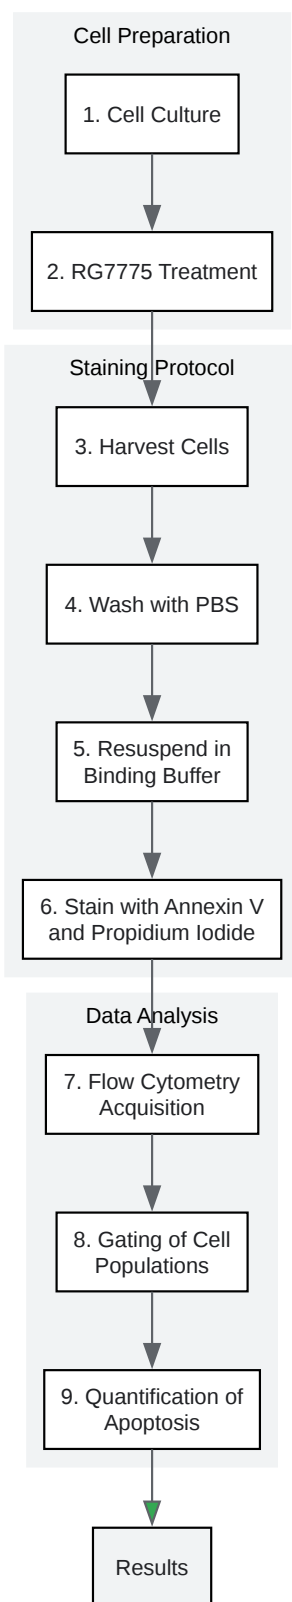 Cell Preparation
1. Cell Culture
2. RG7775 Treatment
Staining Protocol
3. Harvest Cells
4. Wash with PBS
5. Resuspend in
Binding Buffer
6. Stain with Annexin V
and Propidium Iodide
Data Analysis
7. Flow Cytometry
Acquisition
8. Gating of Cell
Populations
9. Quantification of
Apoptosis
Results